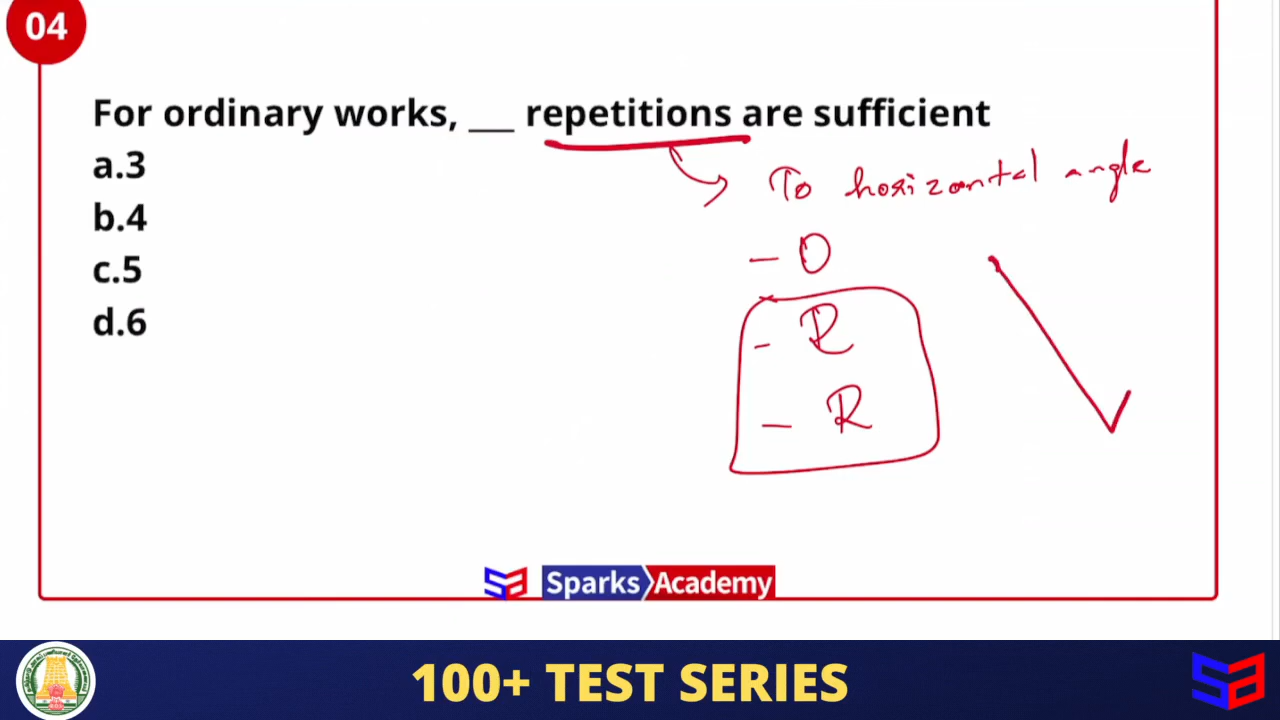 04
For ordinary works, ___ repetitions are sufficient
a.3
b.4
c.5
d.6
To horizontal angle
- O
- R
- R
Sparks Academy
100+ TEST SERIES